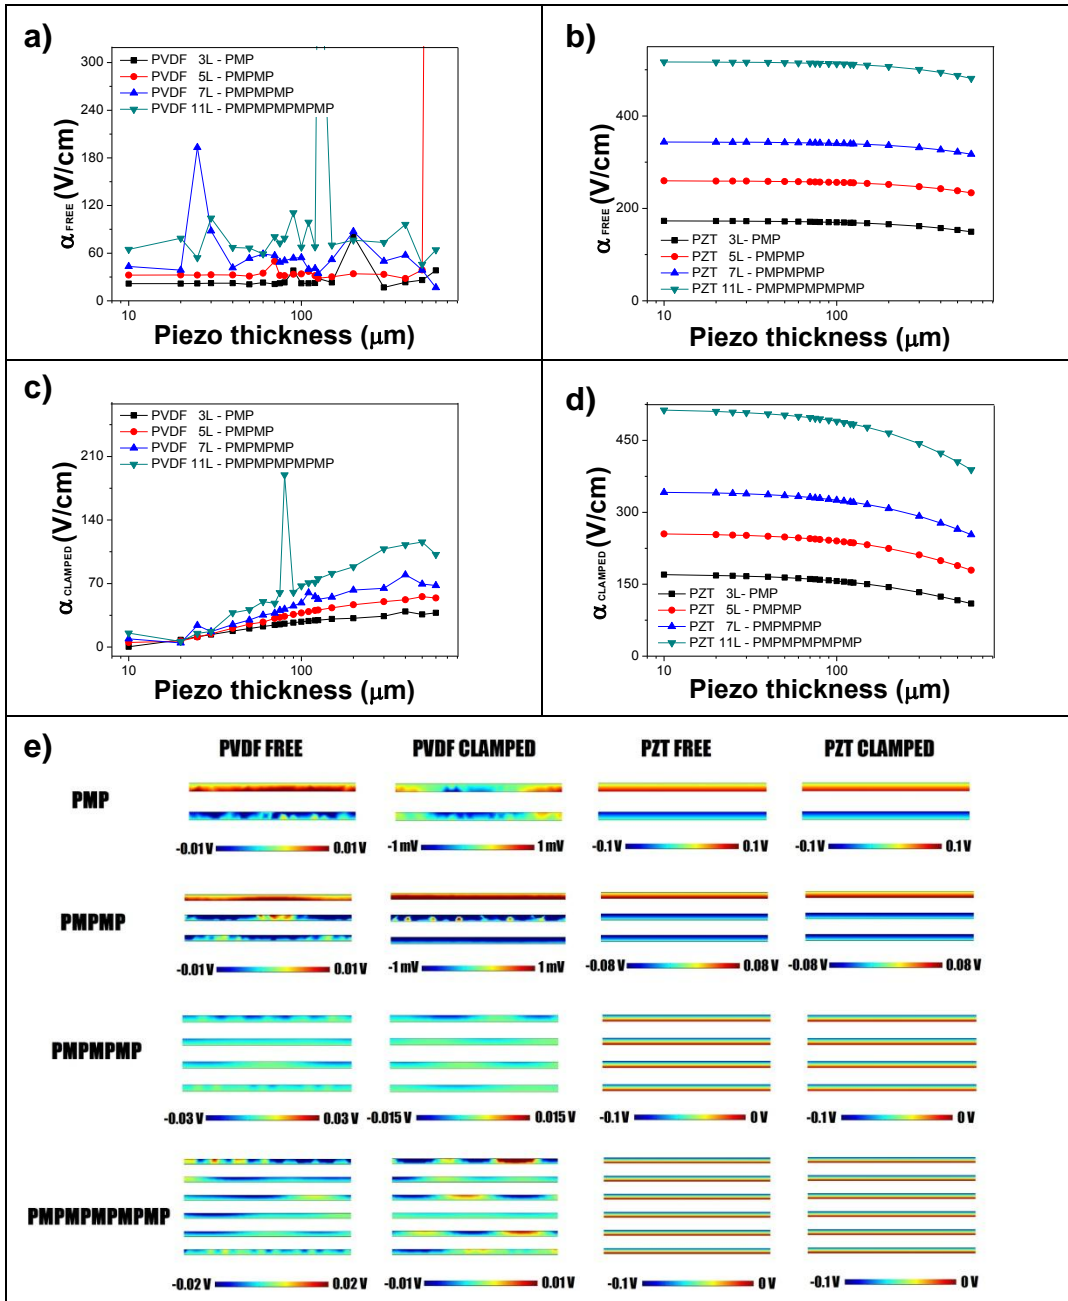 a)
300
240
180
120
60
0
α FREE (V/cm)
PVDF 3L - PMP
PVDF 5L - PMPMP
PVDF 7L - PMPMPMP
PVDF 11L - PMPMPMPMPMP
10
100
Piezo thickness (μm)
b)
400
200
0
α FREE (V/cm)
PZT 3L- PMP
PZT 5L - PMPMP
PZT 7L - PMPMPMP
PZT 11L - PMPMPMPMPMP
10
100
Piezo thickness (μm)
c)
210
140
70
0
α CLAMPED (V/cm)
PVDF 3L - PMP
PVDF 5L - PMPMP
PVDF 7L - PMPMPMP
PVDF 11L - PMPMPMPMPMP
10
100
Piezo thickness (μm)
d)
450
300
150
0
α CLAMPED (V/cm)
PZT 3L- PMP
PZT 5L - PMPMP
PZT 7L - PMPMPMP
PZT 11L - PMPMPMPMPMP
10
100
Piezo thickness (μm)
e)
PVDF FREE PVDF CLAMPED PZT FREE PZT CLAMPED
PMP
-0.01 V 0.01 V -1 mV 1 mV -0.1 V 0.1 V -0.1 V 0.1 V
PMPMP
-0.01 V 0.01 V -1 mV 1 mV -0.08 V 0.08 V -0.08 V 0.08 V
PMPMPMP
-0.03 V 0.03 V -0.015 V 0.015 V -0.1 V 0 V -0.1 V 0 V
PMPMPMPMPMP
-0.02 V 0.02 V -0.01 V 0.01 V -0.1 V 0 V -0.1 V 0 V